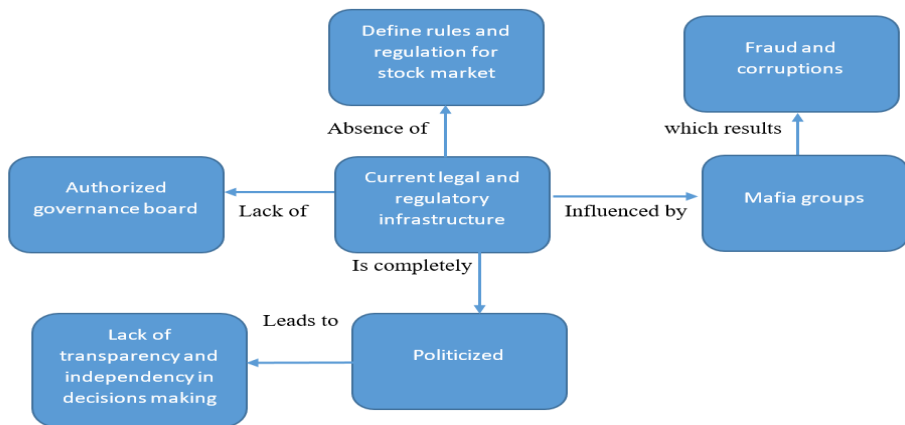 Define rules and
regulation for
stock market
Fraud and
corruptions
Absence of
which results
Authorized
governance board
Lack of
Current legal and
regulatory
infrastructure
Influenced by
Mafia groups
Is completely
Leads to
Lack of
transparency and
independency in
decisions making
Politicized